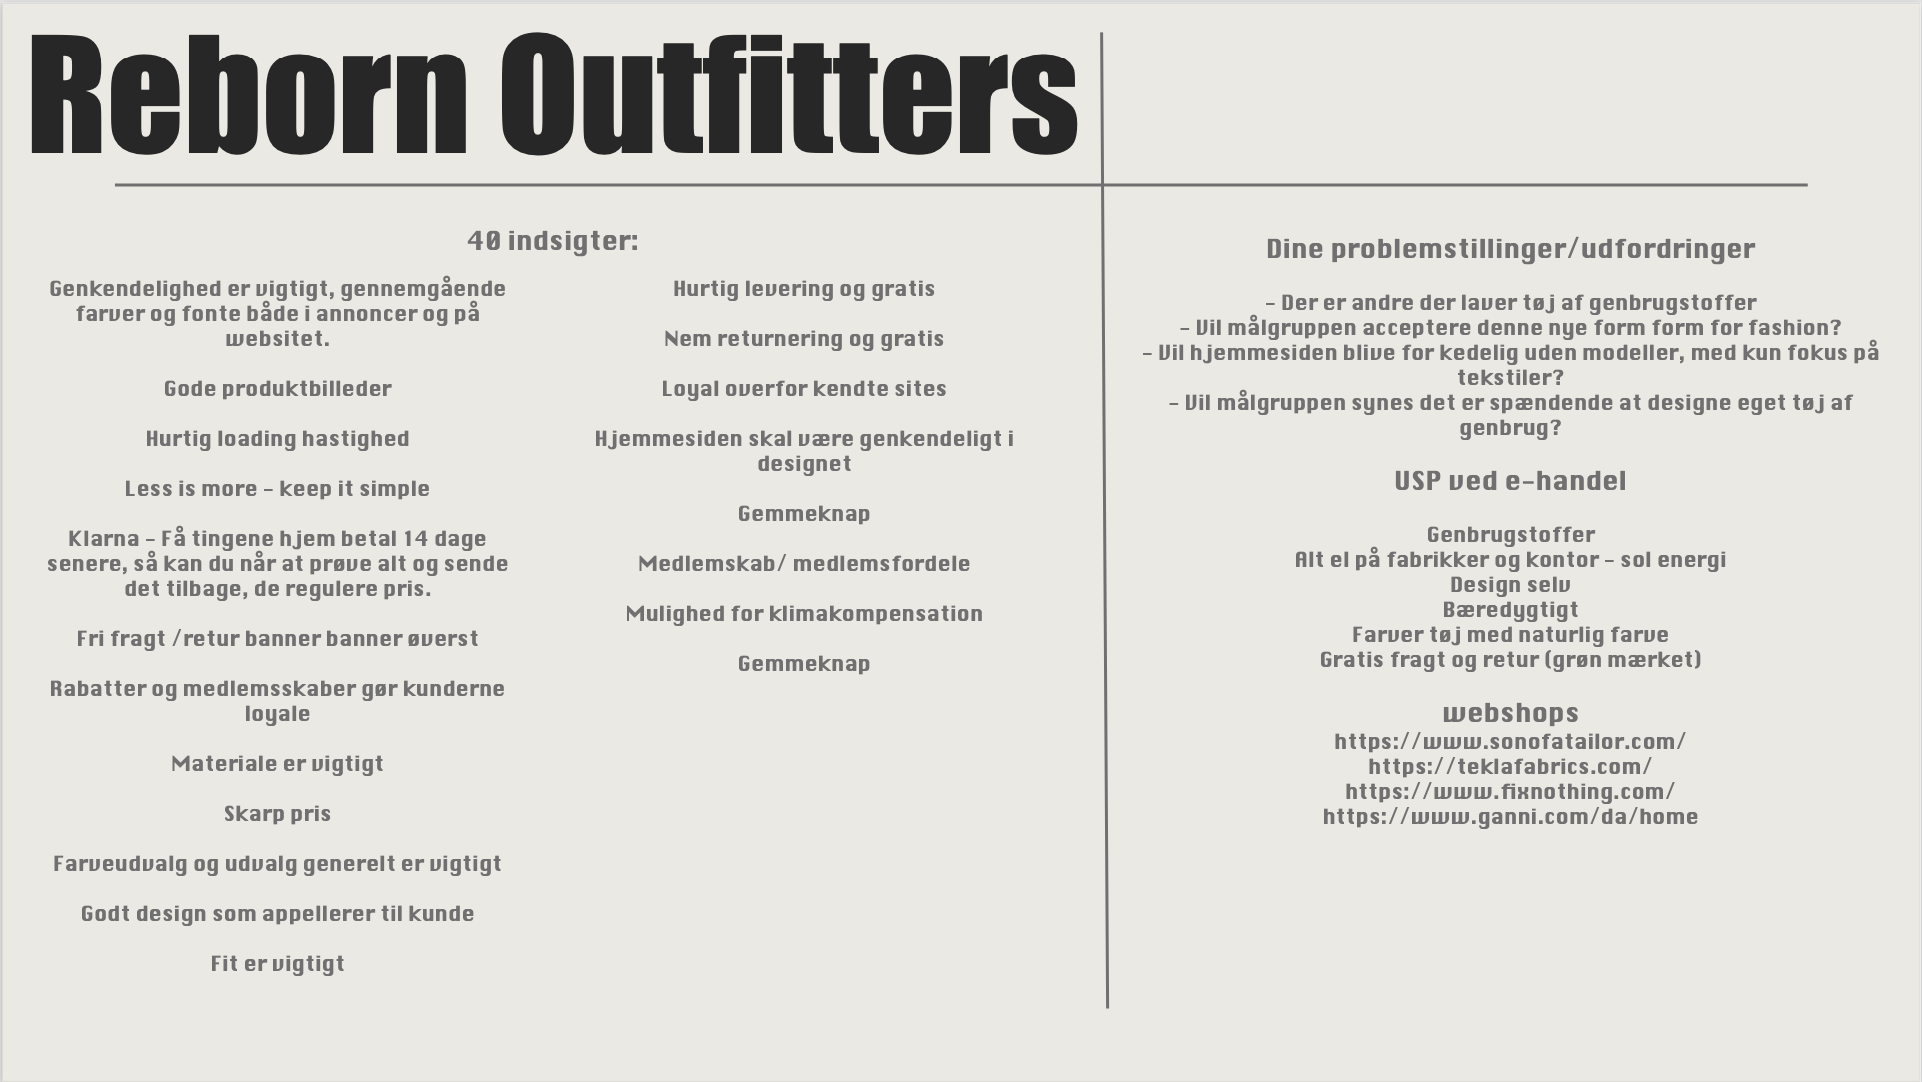 Reborn Outfitters
40 indsigter:
Genkendelighed er vigtigt, gennemgående
farver og fonte både i annoncer og på
websitet.
Gode produktbilleder
Hurtig loading hastighed
Less is more - keep it simple
Klarna - Få tingene hjem betal 14 dage
senere, så kan du når at prøve alt og sende
det tilbage, de regulere pris.
Fri fragt /retur banner banner øverst
Rabatter og medlemsskaber gør kunderne
loyale
Materiale er vigtigt
Skarp pris
Farveudvalg og udvalg generelt er vigtigt
Godt design som appellerer til kunde
Fit er vigtigt
Hurtig levering og gratis
Nem returnering og gratis
Loyal overfor kendte sites
Hjemmesiden skal være genkendeligt i
designet
Gemmeknap
Medlemskab/ medlemsfordele
Mulighed for klimakompensation
Gemmeknap
Dine problemstillinger/udfordringer
- Der er andre der laver tøj af genbrugstoffer
- Vil målgruppen acceptere denne nye form form for fashion?
- Vil hjemmesiden blive for kedelig uden modeller, med kun fokus på
tekstiler?
- Vil målgruppen synes det er spændende at designe eget tøj af
genbrug?
USP ved e-handel
Genbrugstoffer
Alt el på fabrikker og kontor - sol energi
Design selv
Bæredygtigt
Farver tøj med naturlig farve
Gratis fragt og retur (grøn mærket)
webshops
https://www.sonofatailor.com/
https://teklafabrics.com/
https://www.fixnothing.com/
https://www.ganni.com/da/home